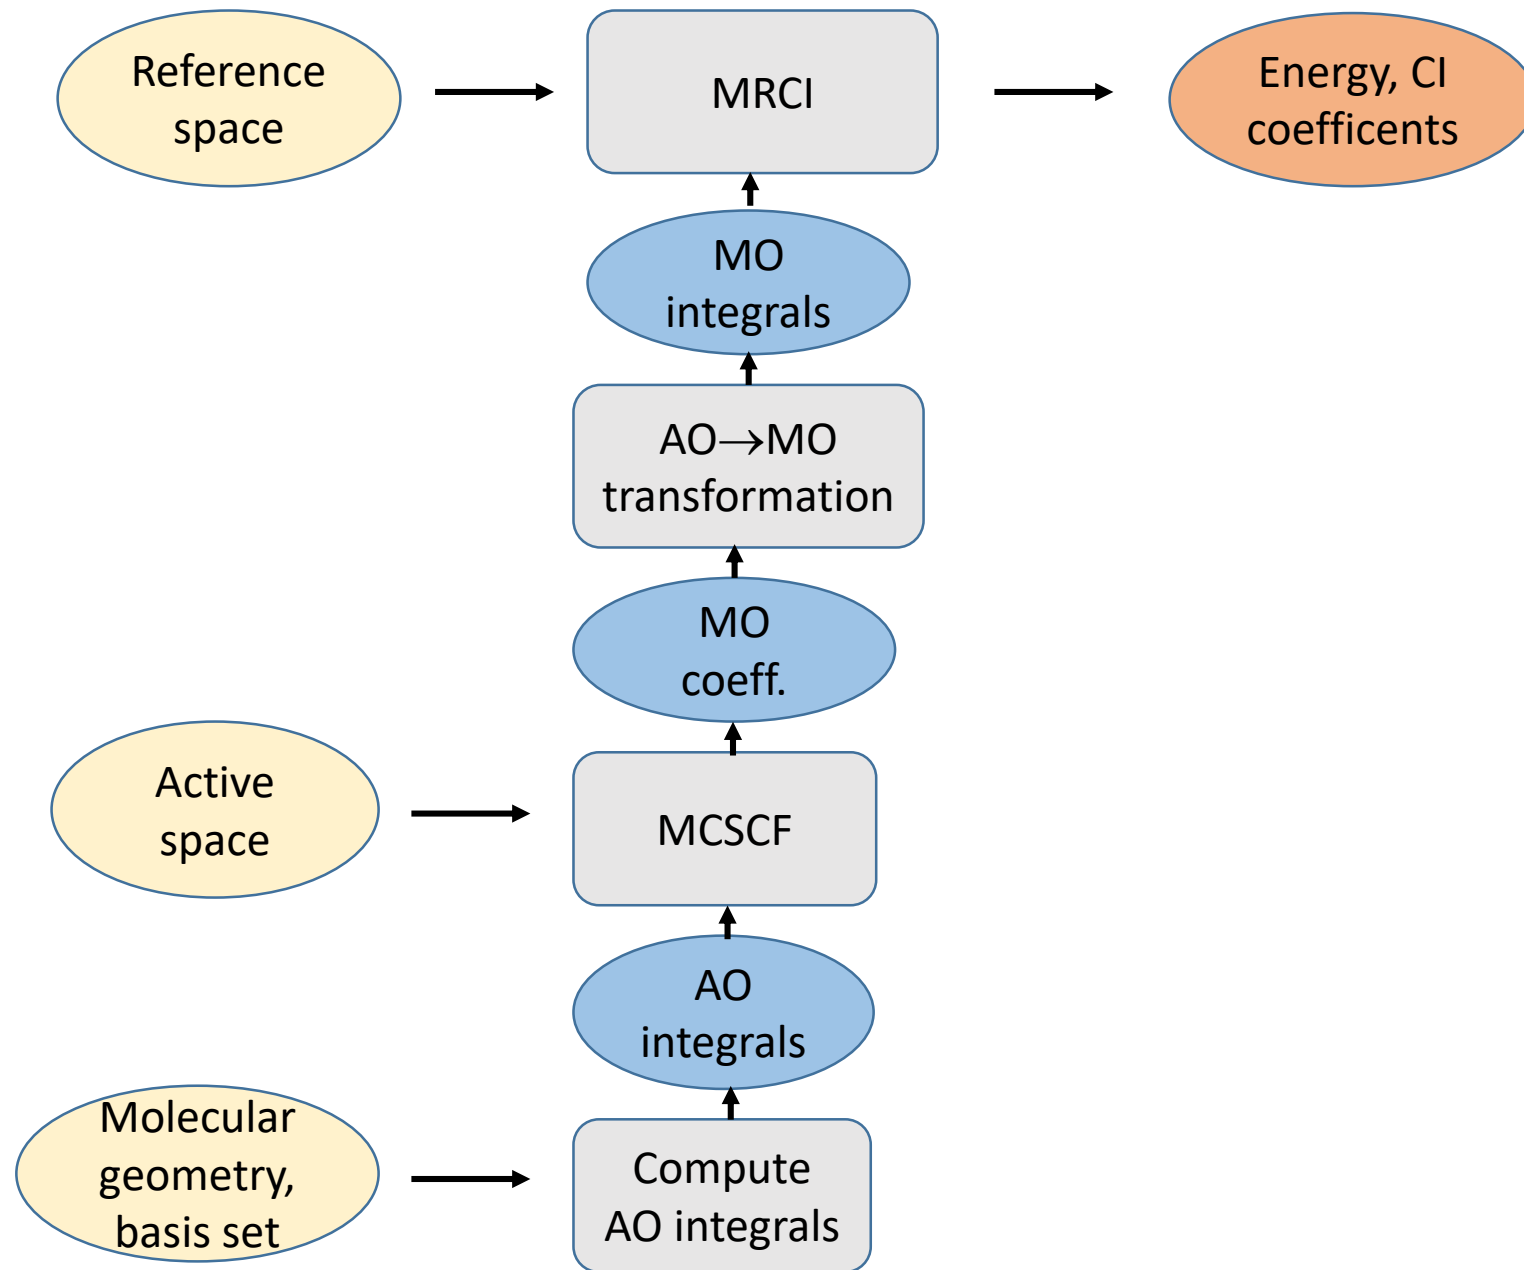 Reference
space
MRCI
Energy, CI
coefficents
MO
integrals
AO→MO
transformation
MO
coeff.
Active
space
MCSCF
AO
integrals
Molecular
geometry,
basis set
Compute
AO integrals